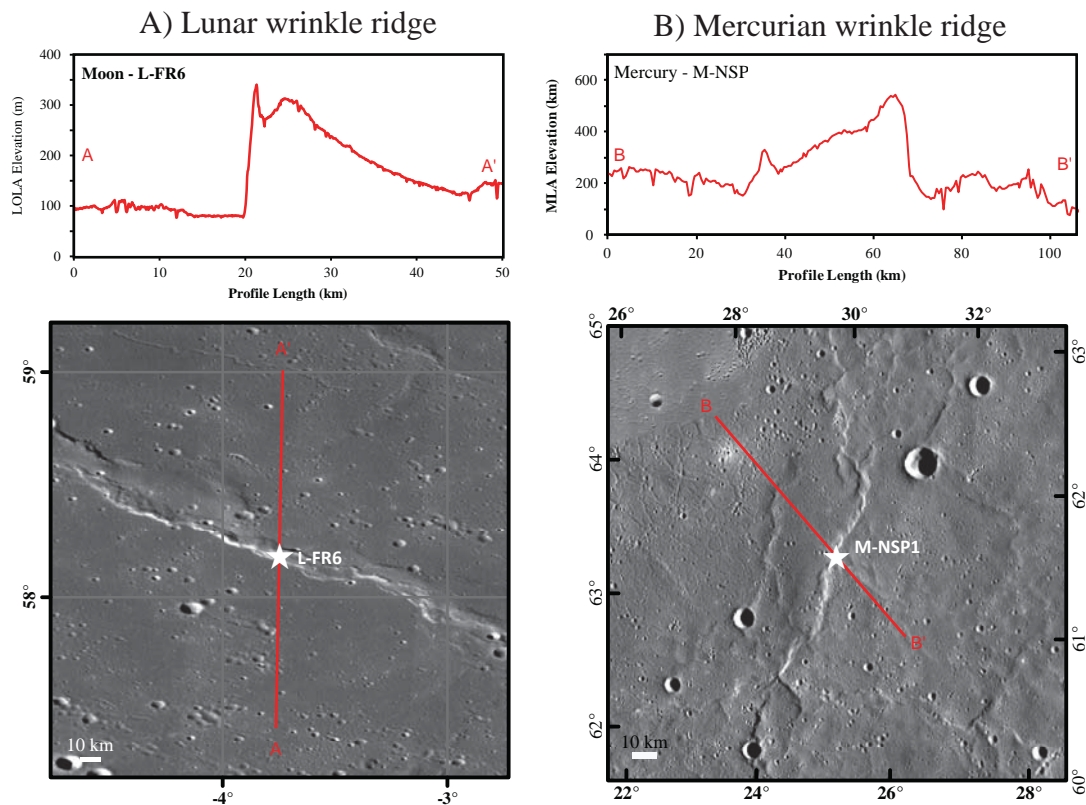 A) Lunar wrinkle ridge
Moon - L-FR6
LOLA Elevation (m)
400
300
200
100
0
A
A'
0 10 20 30 40 50
Profile Length (km)
A'
59°
58°
L-FR6
A
10 km
-4° -3°
B) Mercurian wrinkle ridge
Mercury - M-NSP
MLA Elevation (km)
600
400
200
0
B
B'
0 20 40 60 80 100
Profile Length (km)
26° 28° 30° 32°
65°
64°
63°
62°
63°
62°
61°
60°
B
M-NSP1
B'
10 km
22° 24° 26° 28°